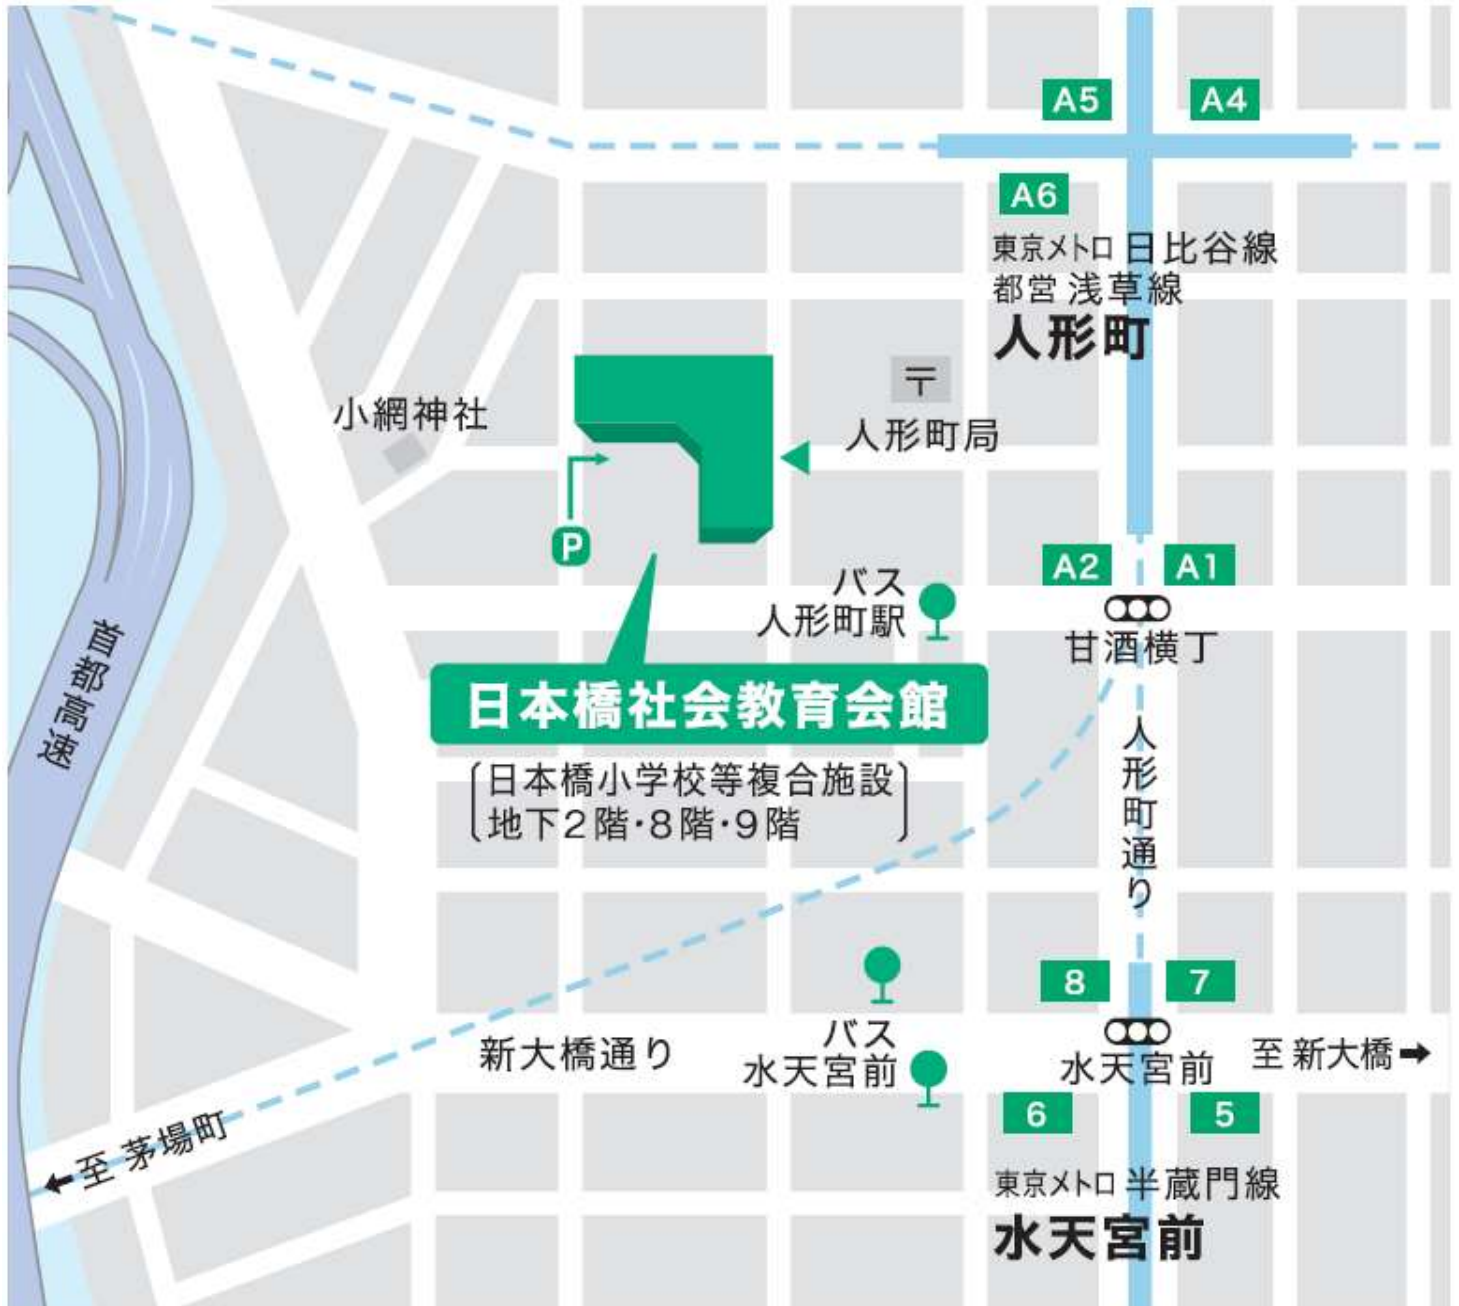 A5
A4
A6
東京メトロ 日比谷線
都営 浅草線
人形町
〒
人形町局
小網神社
P
A2
A1
バス
人形町駅
甘酒横丁
首都高速
日本橋社会教育会館
日本橋小学校等複合施設
地下2階・8階・9階
人形町通り
8
7
バス
水天宮前
新大橋通り
水天宮前
至 新大橋➡
6
5
⬅至 茅場町
東京メトロ 半蔵門線
水天宮前